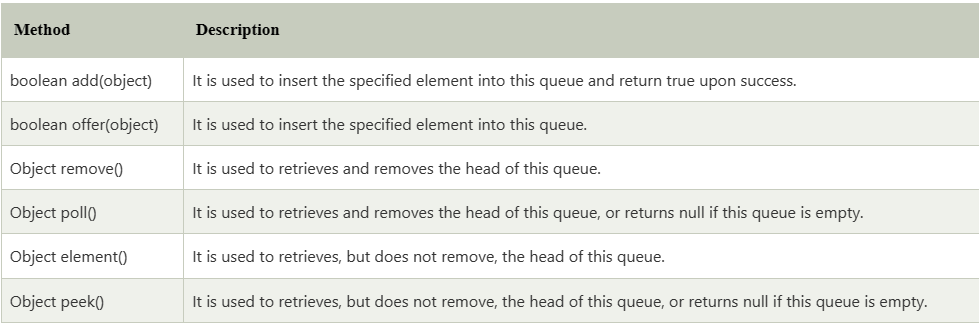 Method Description
boolean add(object) It is used to insert the specified element into this queue and return true upon success.
boolean offer(object) It is used to insert the specified element into this queue.
Object remove() It is used to retrieves and removes the head of this queue.
Object poll() It is used to retrieves and removes the head of this queue, or returns null if this queue is empty.
Object element() It is used to retrieves, but does not remove, the head of this queue.
Object peek() It is used to retrieves, but does not remove, the head of this queue, or returns null if this queue is empty.